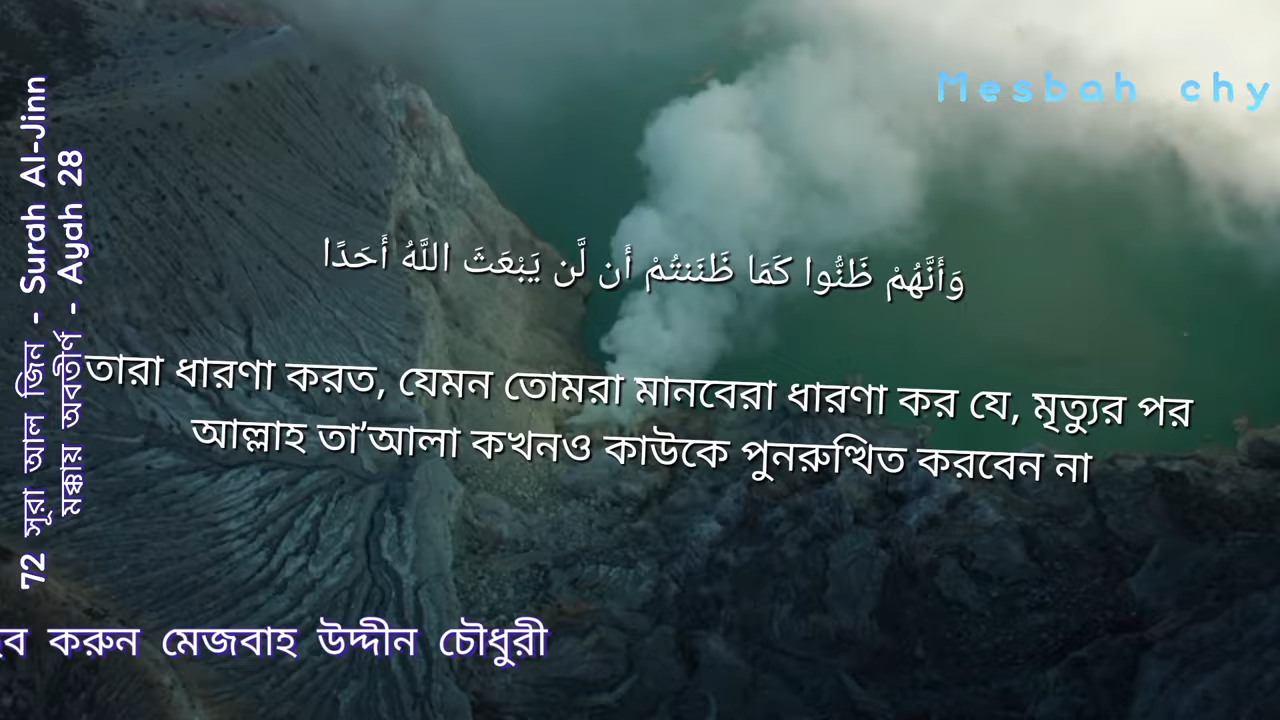 Mesbah chy
72 সূরা আল জিন - Surah Al-Jinn
মক্কায় অবতীর্ণ - Ayah 28
وَأَنَّهُمْ ظَنُّوا كَمَا ظَنَنتُمْ أَن لَّن يَبْعَثَ اللَّهُ أَحَدًا
তারা ধারণা করত, যেমন তোমরা মানবেরা ধারণা কর যে, মৃত্যুর পর
আল্লাহ তা’আলা কখনও কাউকে পুনরুত্থিত করবেন না
করুন মেজবাহ উদ্দীন চৌধুরী